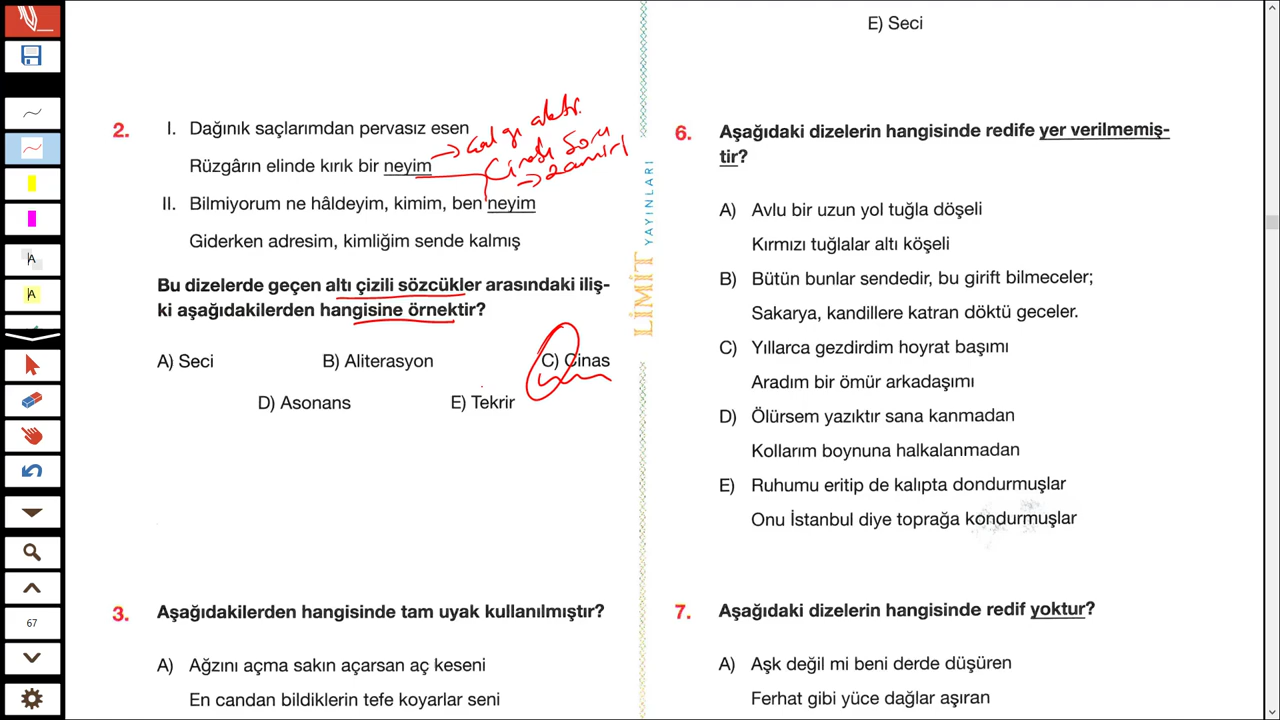 E) Seci
2.
I. Dağınık saçlarımdan pervasız esen
Rüzgârın elinde kırık bir neyim
II. Bilmiyorum ne hâldeyim, kimim, ben neyim
Giderken adresim, kimliğim sende kalmış
Bu dizelerde geçen altı çizili sözcükler arasındaki iliş-
ki aşağıdakilerden hangisine örnektir?
A) Seci B) Aliterasyon C) Cinas
D) Asonans E) Tekrir
3. Aşağıdakilerden hangisinde tam uyak kullanılmıştır?
A) Ağzını açma sakın açarsan aç keseni
En candan bildiklerin tefe koyarlar seni
LİMİT YAYINLARI
6. Aşağıdaki dizelerin hangisinde redife yer verilmemiş-
tir?
A) Avlu bir uzun yol tuğla döşeli
Kırmızı tuğlalar altı köşeli
B) Bütün bunlar sendedir, bu girift bilmeceler;
Sakarya, kandillere katran döktü geceler.
C) Yıllarca gezdirdim hoyrat başımı
Aradım bir ömür arkadaşımı
D) Ölürsem yazıktır sana kanmadan
Kollarım boynuna halkalanmadan
E) Ruhumu eritip de kalıpta dondurmuşlar
Onu İstanbul diye toprağa kondurmuşlar
7. Aşağıdaki dizelerin hangisinde redif yoktur?
A) Aşk değil mi beni derde düşüren
Ferhat gibi yüce dağlar aşıran
A
A
67
soru
zamiri